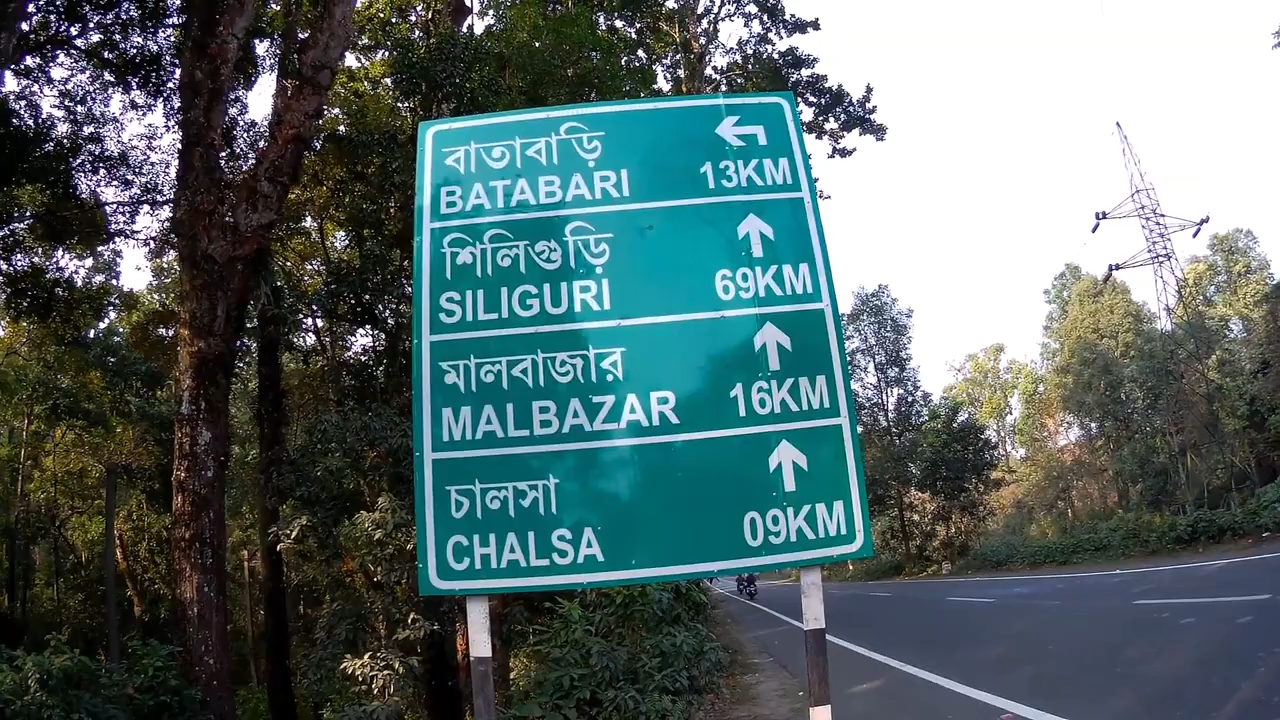 বাতাবাড়ি
BATABARI 13KM
শিলিগুড়ি
SILIGURI 69KM
মালবাজার
MALBAZAR 16KM
চালসা
CHALSA 09KM